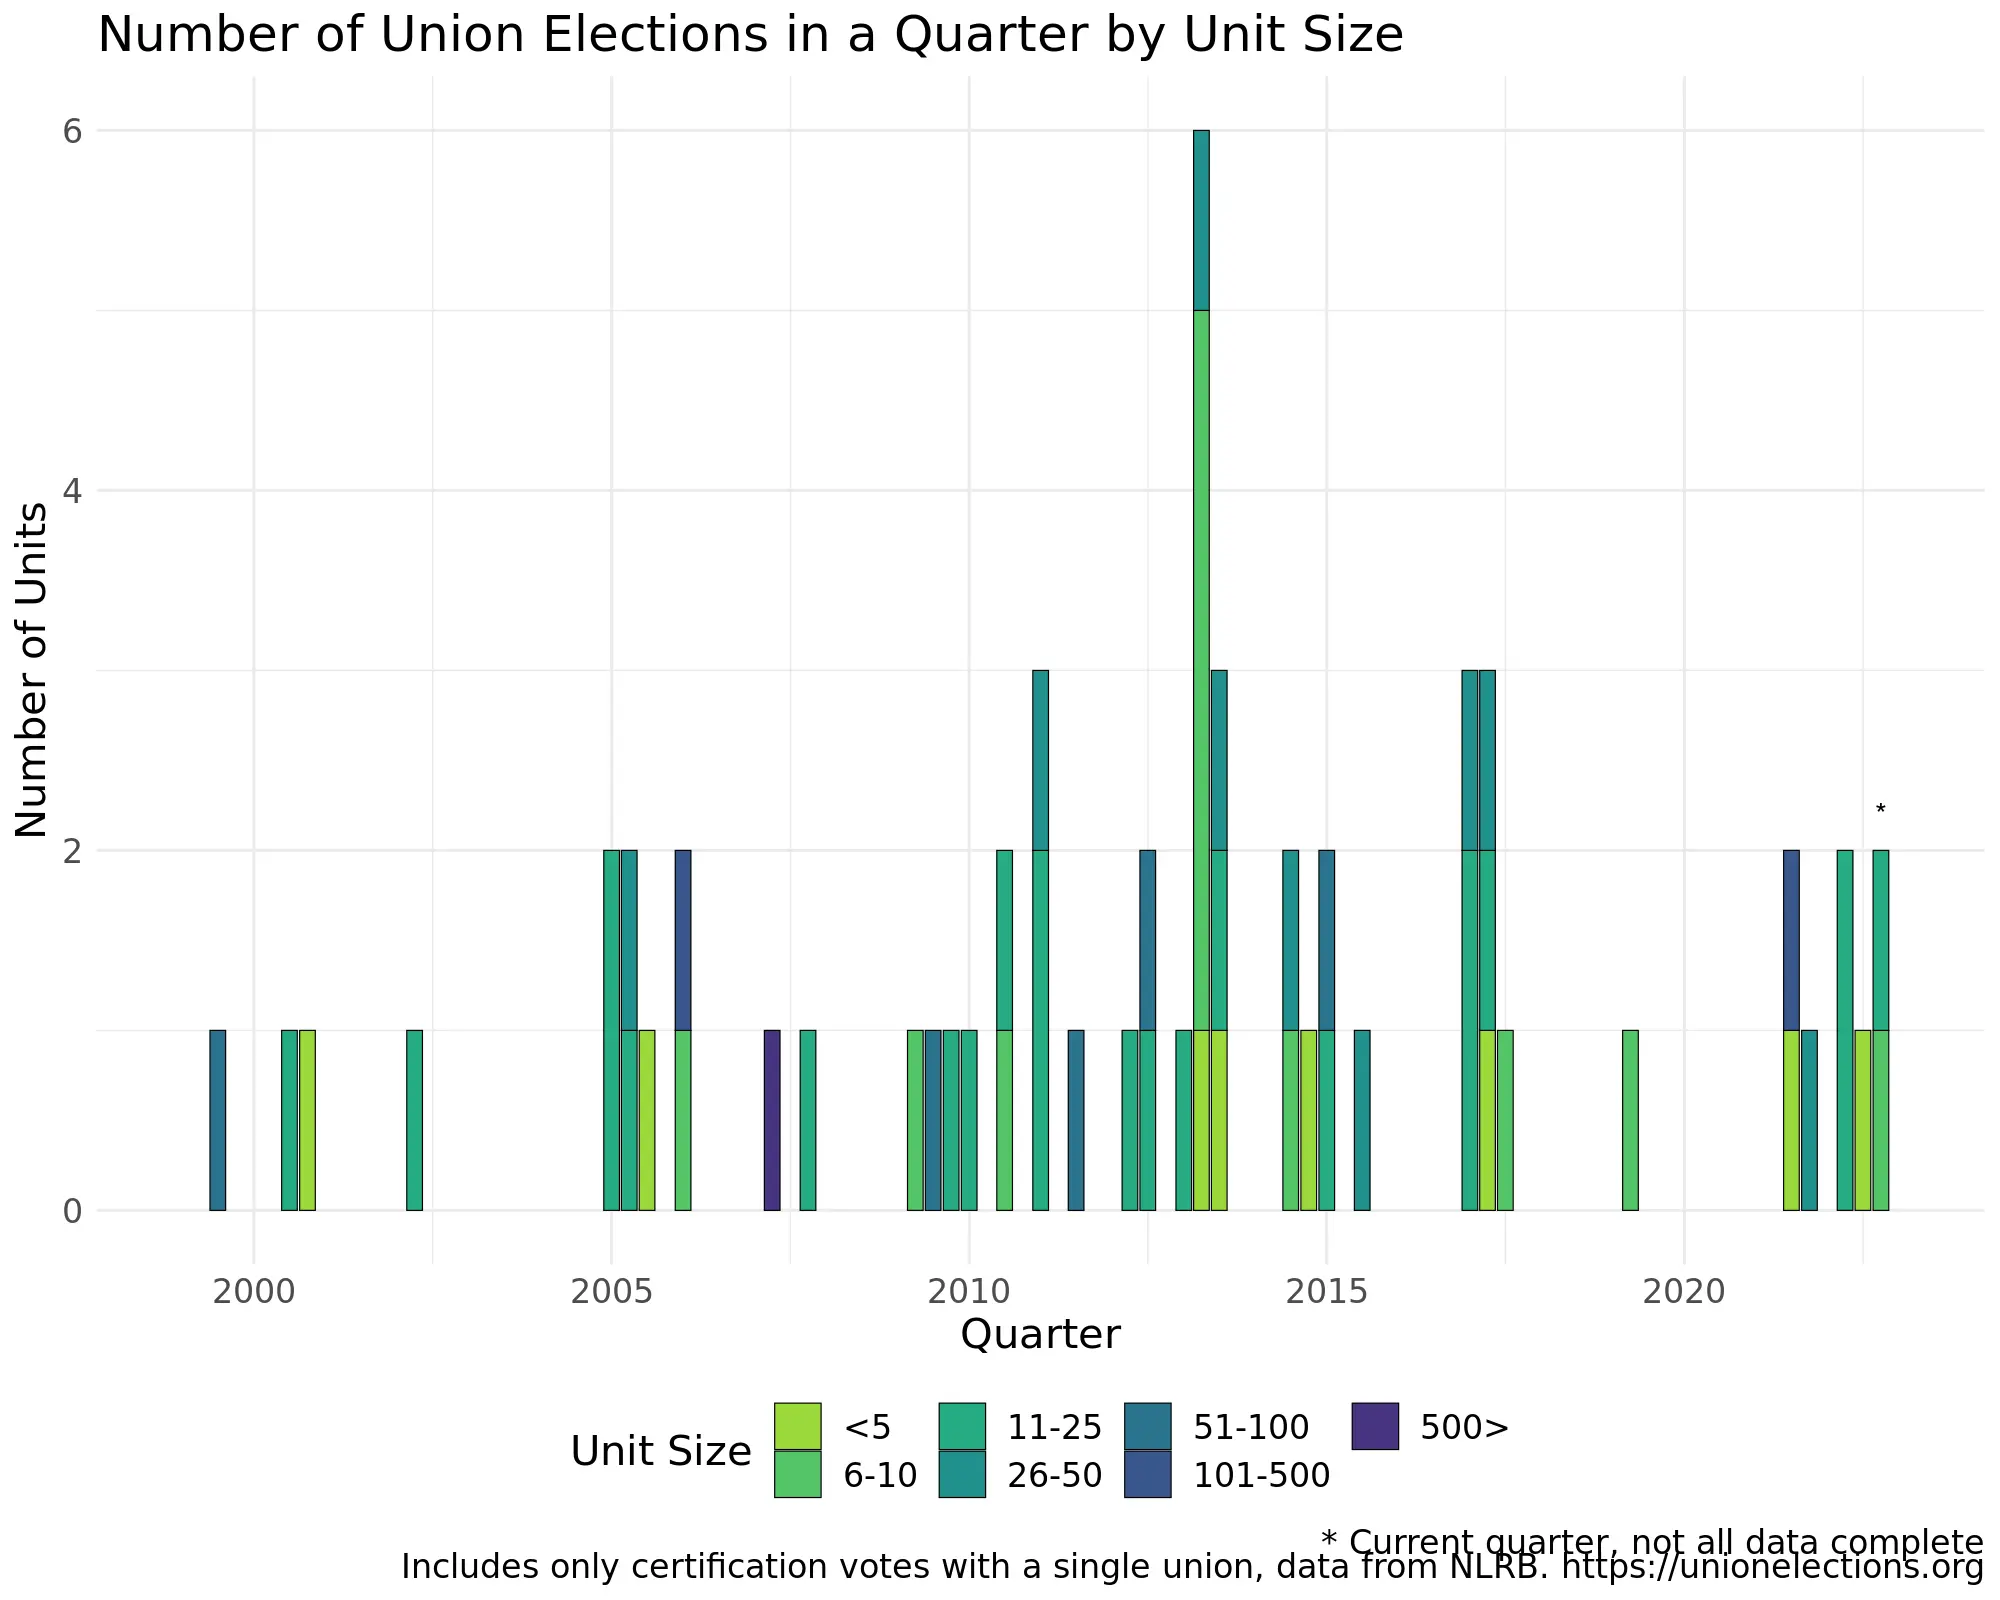 Number of Union Elections in a Quarter by Unit Size
6
4
2
0
Number of Units
*
2000 2005 2010 2015 2020
Quarter
Unit Size
<5 11-25 51-100 500>
6-10 26-50 101-500
* Current quarter, not all data complete
Includes only certification votes with a single union, data from NLRB. https://unionelections.org